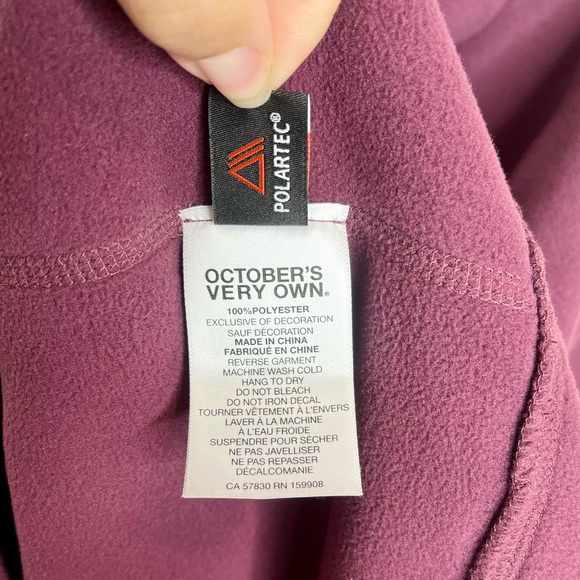 POLARTEC®
OCTOBER'S
VERY OWN®
100%POLYESTER
EXCLUSIVE OF DECORATION
SAUF DÉCORATION
MADE IN CHINA
FABRIQUÉ EN CHINE
REVERSE GARMENT
MACHINE WASH COLD
HANG TO DRY
DO NOT BLEACH
DO NOT IRON DECAL
TOURNER VÊTEMENT À L'ENVERS
LAVER À LA MACHINE
À L'EAU FROIDE
SUSPENDRE POUR SÉCHER
NE PAS JAVELLISER
NE PAS REPASSER
DÉCALCOMANIE
CA 57830 RN 159908